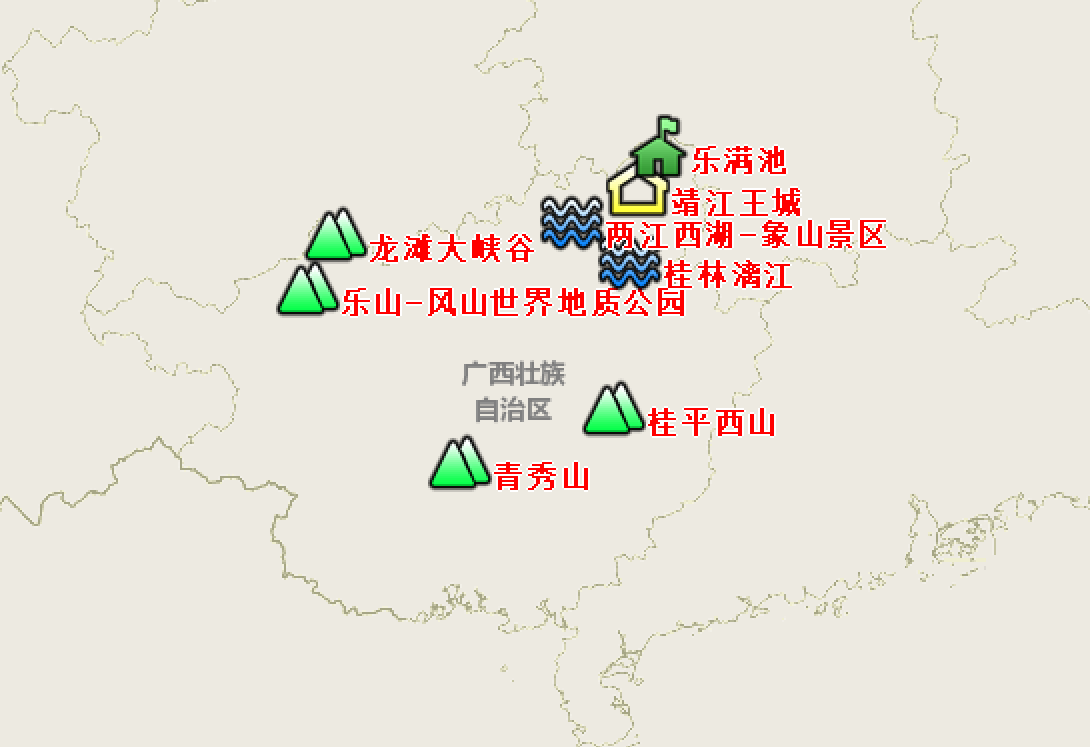 乐满池
靖江王城
两江西湖-象山景区
龙滩大峡谷
桂林漓江
乐山-风山世界地质公园
广西壮族
自治区
桂平西山
青秀山